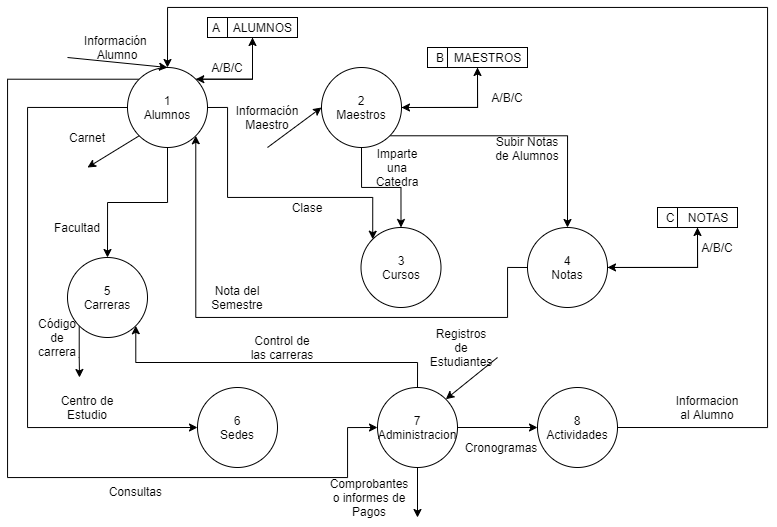 A ALUMNOS
Información
Alumno
A/B/C
B MAESTROS
A/B/C
1
Alumnos
Información
Maestro
2
Maestros
Carnet
Subir Notas
de Alumnos
Imparte
una
Catedra
Clase
Facultad
C NOTAS
A/B/C
3
Cursos
4
Notas
5
Carreras
Nota del
Semestre
Código
de
carrera
Control de
las carreras
Registros
de
Estudiantes
Centro de
Estudio
6
Sedes
7
Administracion
8
Actividades
Informacion
al Alumno
Cronogramas
Consultas
Comprobantes
o informes de
Pagos